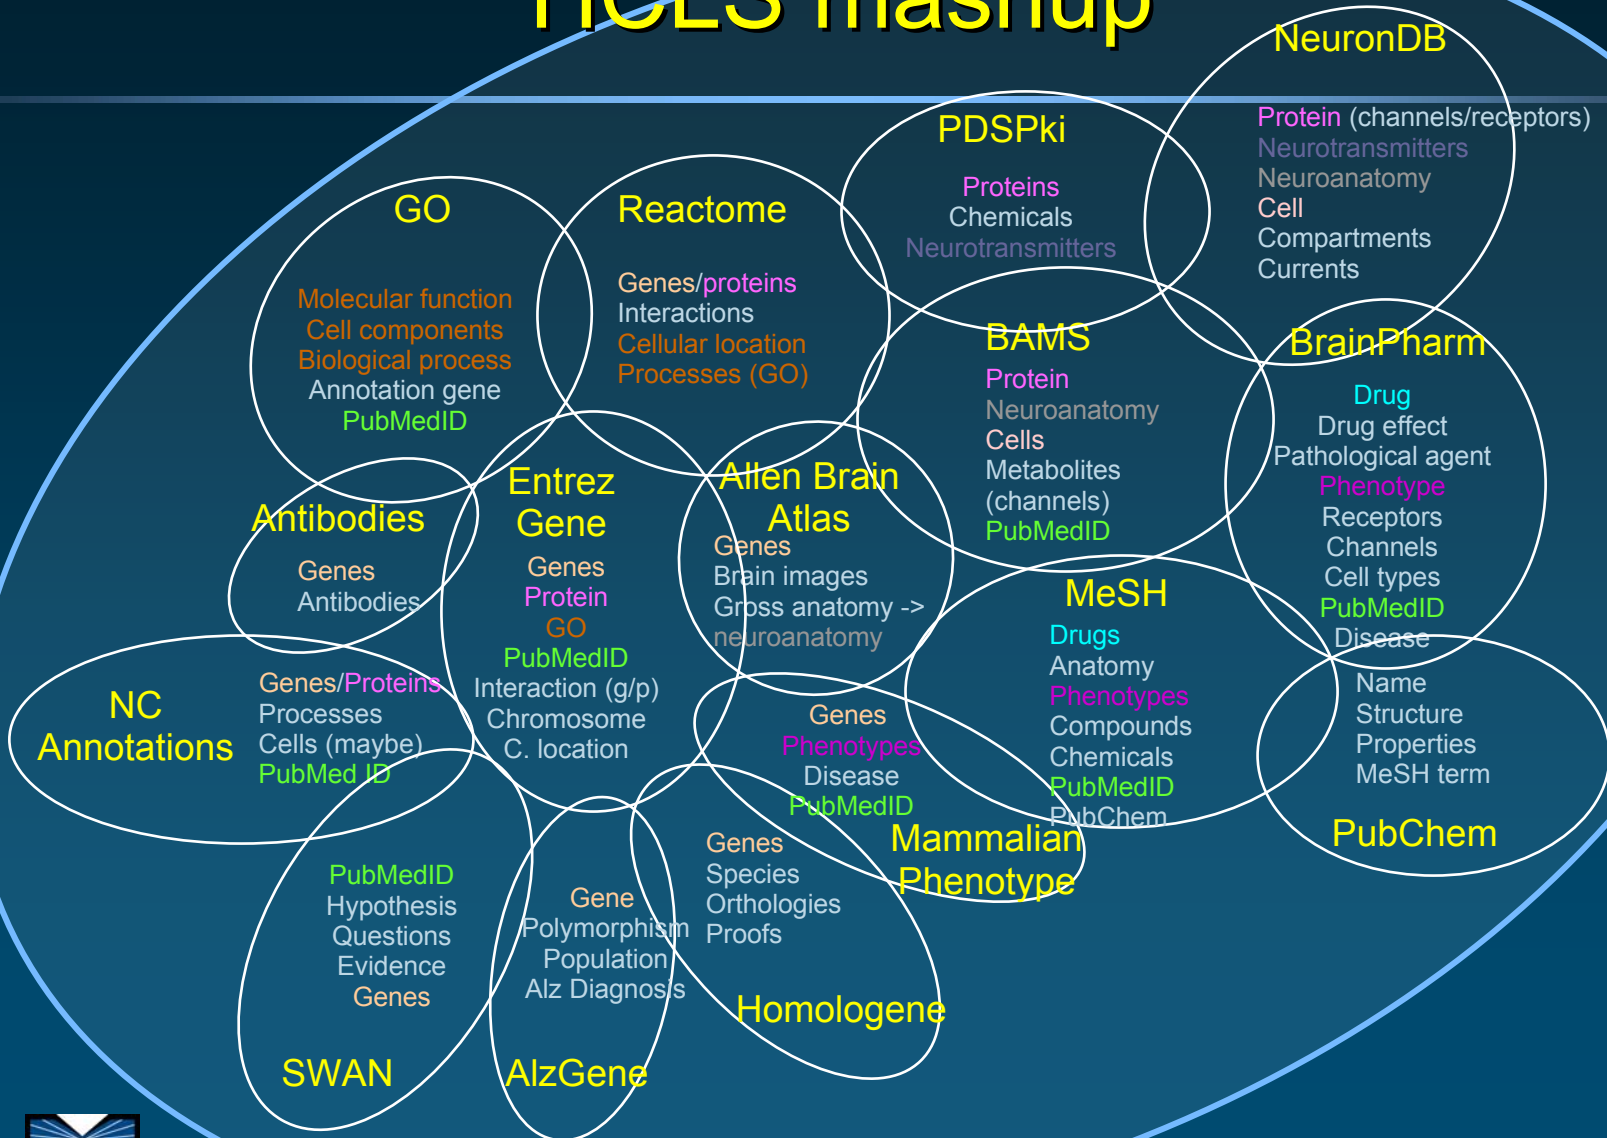 HCLS mashup
NeuronDB
Protein (channels/receptors)
Neurotransmitters
Neuroanatomy
Cell
Compartments
Currents
PDSPki
Proteins
Chemicals
Neurotransmitters
GO
Molecular function
Cell components
Biological process
Annotation gene
PubMedID
Reactome
Genes/proteins
Interactions
Cellular location
Processes (GO)
BAMS
Protein
Neuroanatomy
Cells
Metabolites
(channels)
PubMedID
BrainPharm
Drug
Drug effect
Pathological agent
Phenotype
Receptors
Channels
Cell types
PubMedID
Disease
Antibodies
Genes
Antibodies
Entrez
Gene
Genes
Protein
GO
PubMedID
Interaction (g/p)
Chromosome
C. location
Allen Brain
Atlas
Genes
Brain images
Gross anatomy ->
neuroanatomy
MeSH
Drugs
Anatomy
Phenotypes
Compounds
Chemicals
PubMedID
PubChem
Name
Structure
Properties
MeSH term
PubChem
NC
Annotations
Genes/Proteins
Processes
Cells (maybe)
PubMed ID
Genes
Phenotypes
Disease
PubMedID
Mammalian
Phenotype
PubMedID
Hypothesis
Questions
Evidence
Genes
SWAN
Gene
Polymorphism
Population
Alz Diagnosis
AlzGene
Genes
Species
Orthologies
Proofs
Homologene